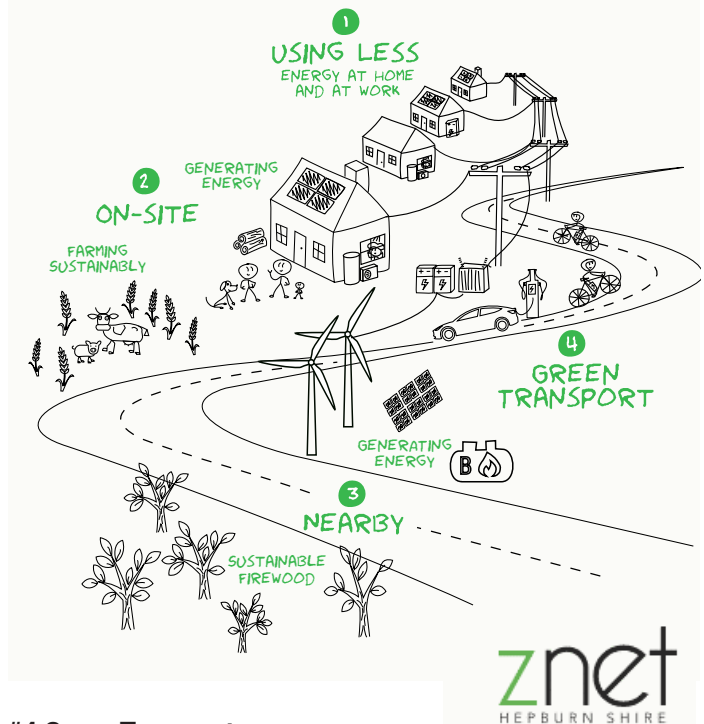 1
USING LESS
ENERGY AT HOME
AND AT WORK
2
ON-SITE
GENERATING
ENERGY
FARMING
SUSTAINABLY
4
GREEN
TRANSPORT
GENERATING
ENERGY
B
3
NEARBY
SUSTAINABLE
FIREWOOD
znet
HEPBURN SHIRE